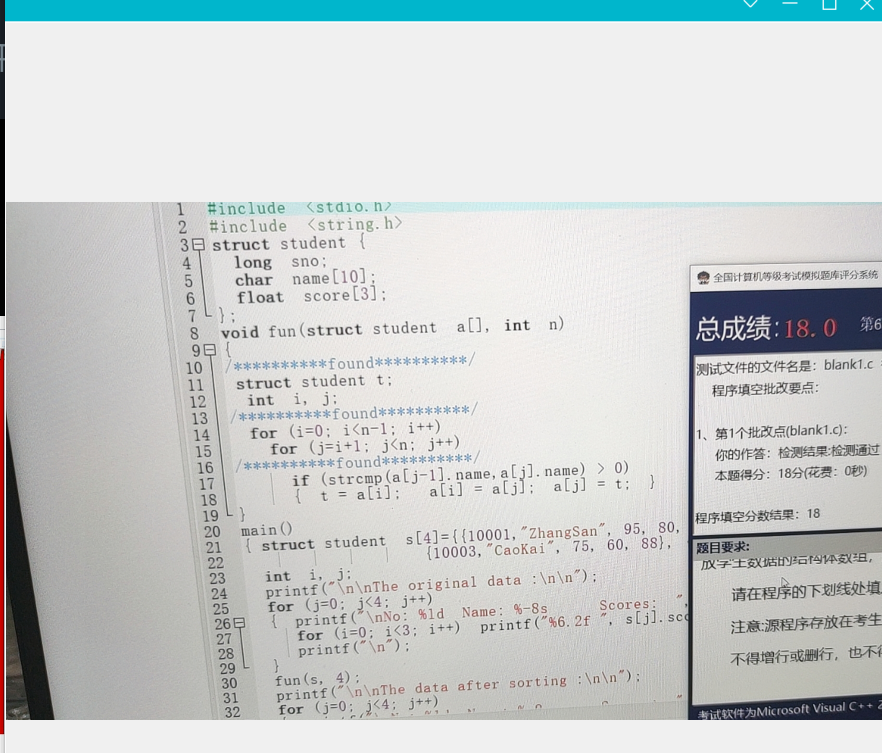 1 #include <stdio.h>
2 #include <string.h>
3 struct student {
4 long sno;
5 char name[10];
6 float score[3];
7 };
8 void fun(struct student a[], int n)
9 {
10 /**********found**********/
11 struct student t;
12 int i, j;
13 /**********found**********/
14 for (i=0; i<n-1; i++)
15 for (j=i+1; j<n; j++)
16 /**********found**********/
17 if (strcmp(a[j-1].name,a[j].name) > 0)
18 { t = a[i]; a[i] = a[j]; a[j] = t; }
19 }
20 main()
21 { struct student s[4]={{10001,"ZhangSan", 95, 80,
22 {10003,"CaoKai", 75, 60, 88},
23 int i, j;
24 printf("\n\nThe original data :\n\n");
25 for (j=0; j<4; j++)
26 { printf("\nNo: %ld Name: %-8s Scores: ",
27 for (i=0; i<3; i++) printf("%6.2f ", s[j].sco
28 printf("\n");
29 }
30 fun(s, 4);
31 printf("\n\nThe data after sorting :\n\n");
32 for (j=0; j<4; j++)
全国计算机等级考试模拟题库评分系统
总成绩:18.0 第6
测试文件的文件名是: blank1.c
程序填空批改要点:
1、第1个批改点(blank1.c):
你的作答: 检测结果:检测通过
本题得分: 18分(花费: 0秒)
程序填空分数结果: 18
题目要求:
放学生数据的结构体数组,
请在程序的下划线处填
注意:源程序存放在考生
不得增行或删行, 也不得
考试软件为Microsoft Visual C++ 2